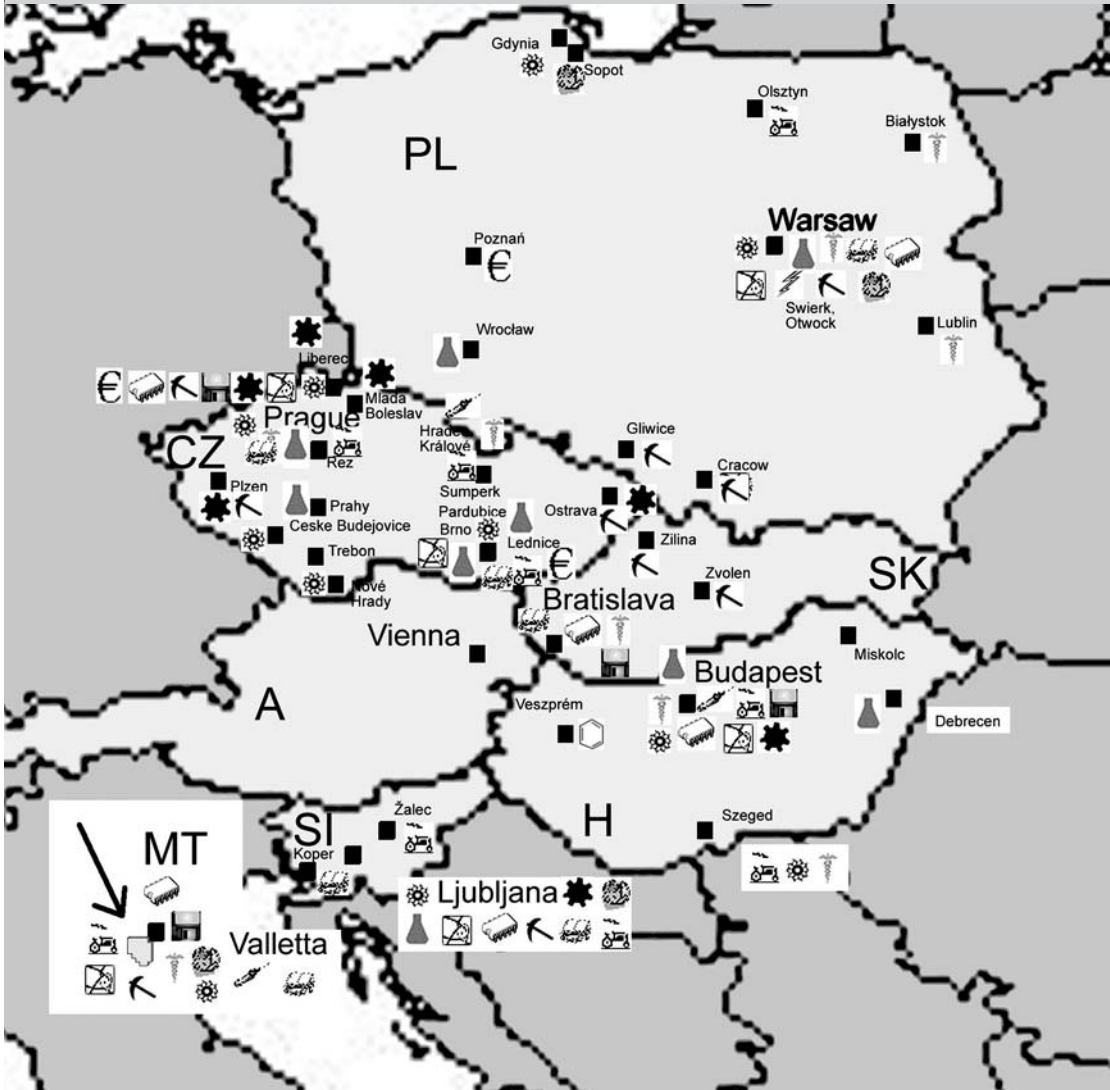 Gdynia
Sopot
Olsztyn
Białystok
PL
Warsaw
Poznań
€
Swierk,
Otwock
Lublin
Wrocław
Liberec
€
Mlada
Boleslav
Prague
Hradec
Králové
Gliwice
CZ
Rez
Cracow
Plzen
Sumperk
Prahy
Pardubice
Ostrava
Ceske Budejovice
Brno
Lednice
Zilina
Trebon
€
Nové
Hrady
Zvolen
SK
Bratislava
Vienna
Miskolc
Budapest
A
Veszprém
Debrecen
Žalec
SI
H
Szeged
Koper
MT
Ljubljana
Valletta